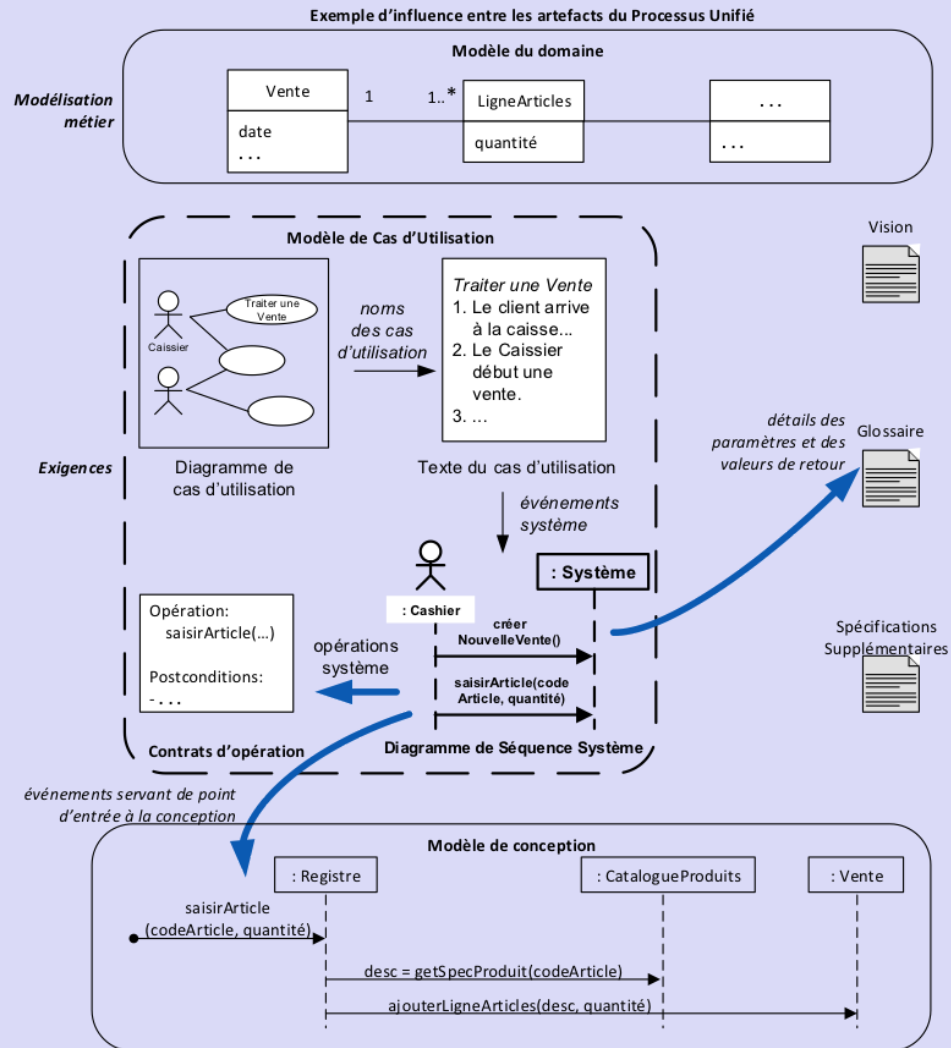 Exemple d'influence entre les artefacts du Processus Unifié
Modèle du domaine
Modélisation
métier
Vente
date
...
1
1..*
LigneArticles
quantité
...
...
Modèle de Cas d'Utilisation
Traiter une
Vente
Caissier
noms
des cas
d'utilisation
Traiter une Vente
1. Le client arrive
à la caisse...
2. Le Caissier
début une
vente.
3. ...
Vision
Exigences
Diagramme de
cas d'utilisation
Texte du cas d'utilisation
détails des
paramètres et des
valeurs de retour
Glossaire
événements
système
: Système
: Cashier
créer
NouvelleVente()
saisirArticle(code
Article, quantité)
Opération:
saisirArticle(...)
Postconditions:
- ...
opérations
système
Spécifications
Supplémentaires
Contrats d'opération
Diagramme de Séquence Système
événements servant de point
d'entrée à la conception
Modèle de conception
: Registre
: CatalogueProduits
: Vente
saisirArticle
(codeArticle, quantité)
desc = getSpecProduit(codeArticle)
ajouterLigneArticles(desc, quantité)